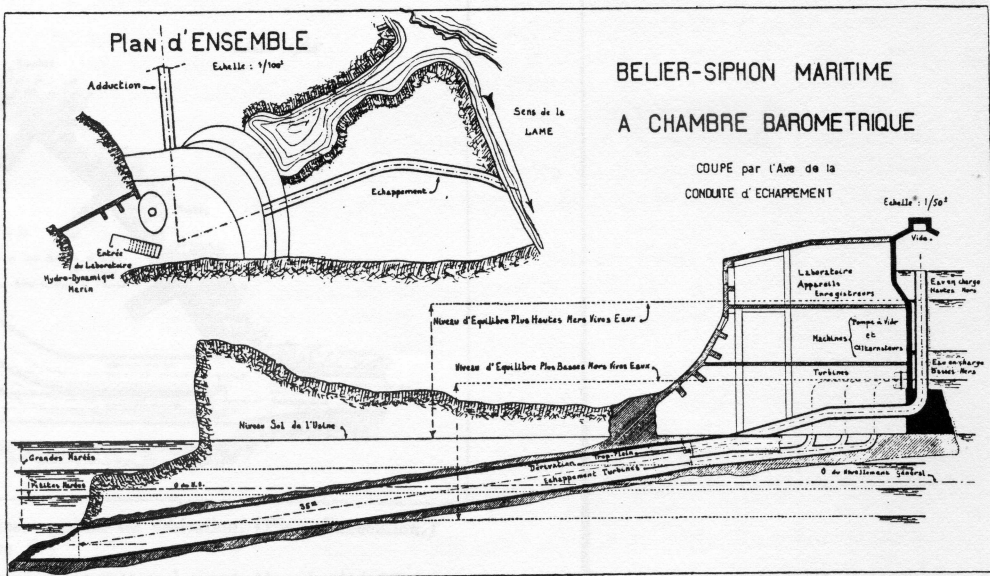 Plan d'ENSEMBLE
Echelle : 1/100e
Adduction
Sens de la
LAME
Echappement
Entrée
du Laboratoire
Hydro-Dynamique
Marin
BELIER-SIPHON MARITIME
A CHAMBRE BAROMETRIQUE
COUPE par l'Axe de la
CONDUITE d'ECHAPPEMENT
Echelle : 1/50e
Vide.
Laboratoire
Appareils
Enregistreurs
Eau en charge
Hautes Mers
Niveau d'Equilibre Plus Hautes Mers Vives Eaux
Machines
Pompe à Vide
et
Alternateurs
Eau en charge
Basses Mers
Niveau d'Equilibre Plus Basses Mers Vives Eaux
Turbines
Niveau Sol de l'Usine
Grandes Marées
Trop-Plein
Dérivation
Echappement Turbines
O du Nivellement Général
Petites Marées
O du N.G.
35m